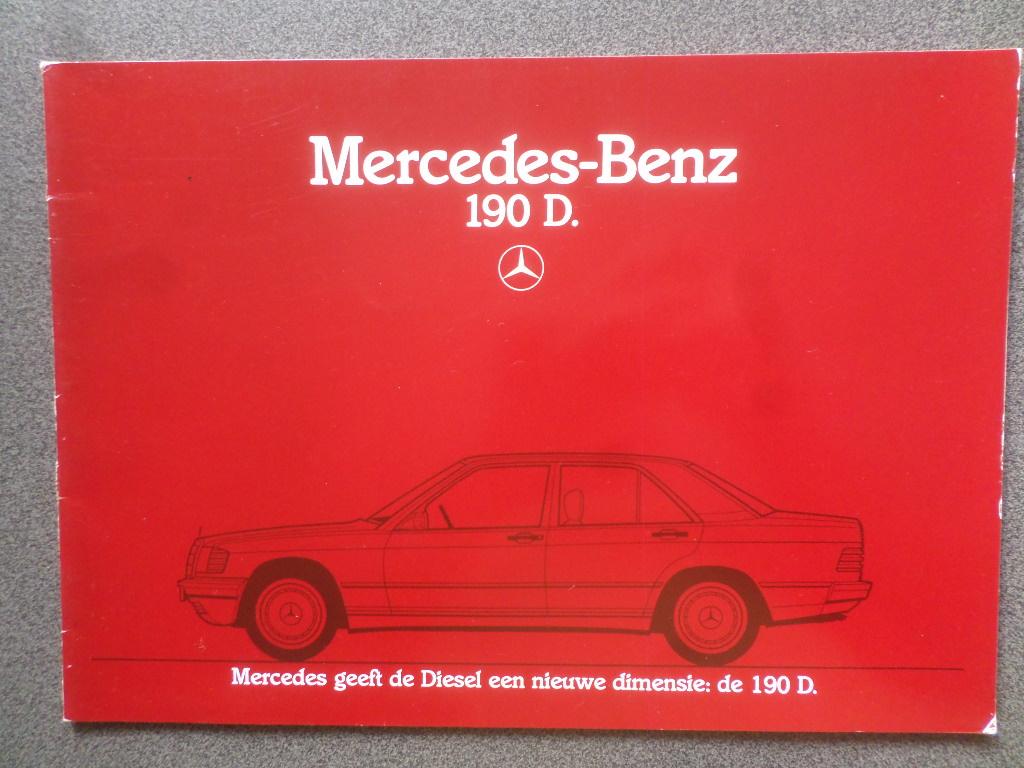 Mercedes-Benz
190 D.
Mercedes geeft de Diesel een nieuwe dimensie: de 190 D.